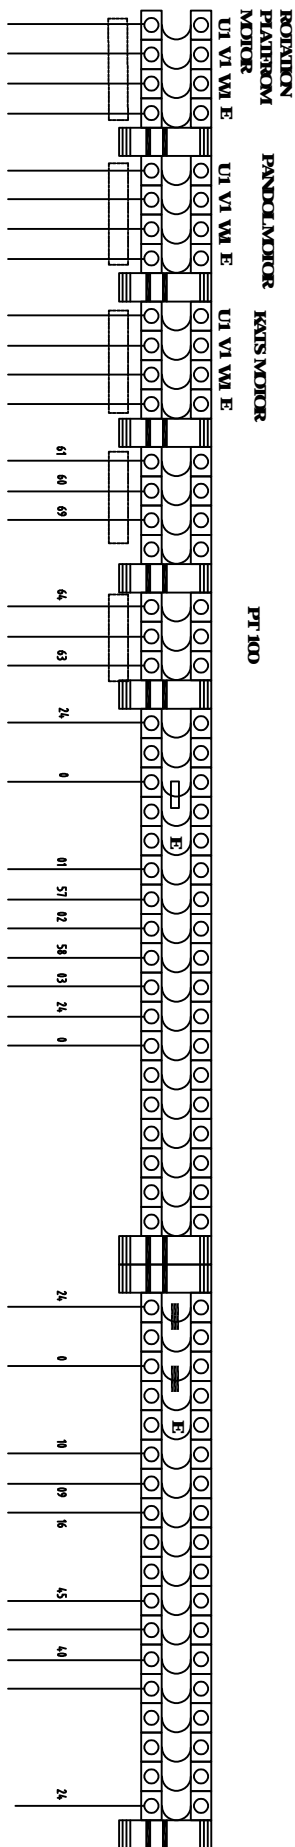 ROTATION
PLATFROM
MOTOR
U1 V1 W1 E
PANDOL MOTOR
U1 V1 W1 E
KATS MOTOR
U1 V1 W1 E
61
60
69
PT 100
64
63
24
0
E
01
57
02
58
03
24
0
24
0
E
10
09
16
45
40
24